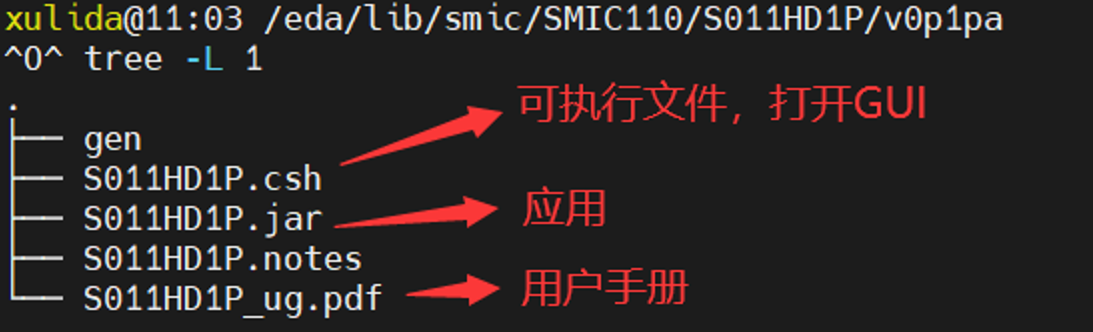 xulida@11:03 /eda/lib/smic/SMIC110/S011HD1P/v0p1pa
^O^ tree -L 1
.
├── gen
├── S011HD1P.csh
可执行文件，打开GUI
├── S011HD1P.jar
应用
├── S011HD1P.notes
└── S011HD1P_ug.pdf
用户手册